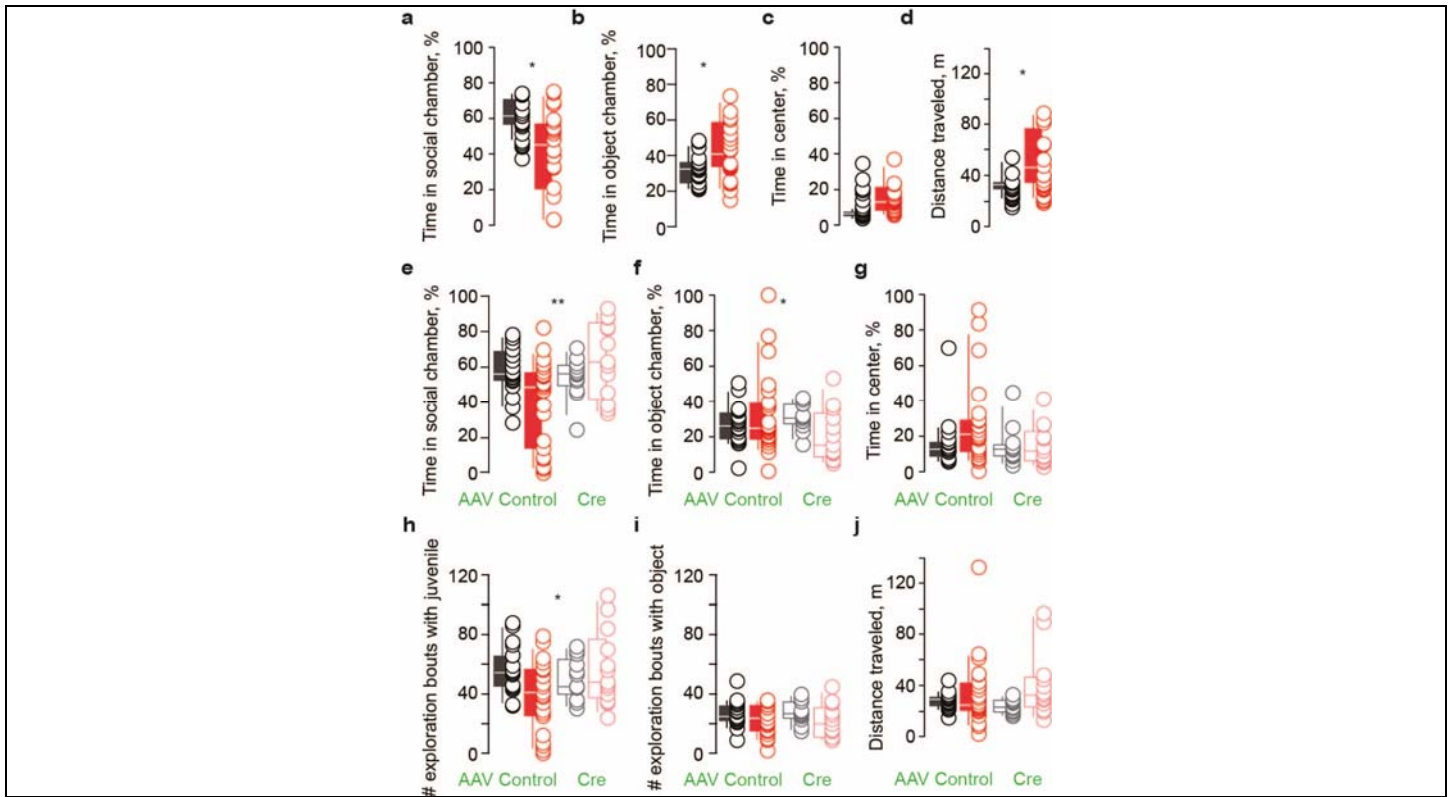 a
Time in social chamber, %
100
80
60
40
20
0
*
b
Time in object chamber, %
100
80
60
40
20
0
*
c
Time in center, %
100
80
60
40
20
0
d
Distance traveled, m
120
80
40
0
*
e
Time in social chamber, %
100
80
60
40
20
0
**
AAV Control Cre
f
Time in object chamber, %
100
80
60
40
20
0
*
AAV Control Cre
g
Time in center, %
100
80
60
40
20
0
AAV Control Cre
h
# exploration bouts with juvenile
120
80
40
0
*
AAV Control Cre
i
# exploration bouts with object
120
80
40
0
AAV Control Cre
j
Distance traveled, m
120
80
40
0
AAV Control Cre